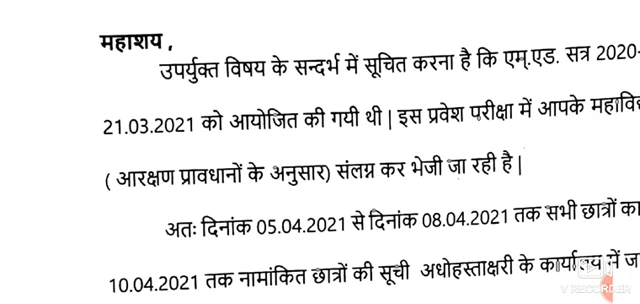 महाशय ,
उपर्युक्त विषय के सन्दर्भ में सूचित करना है कि एम्.एड. सत्र 2020-
21.03.2021 को आयोजित की गयी थी | इस प्रवेश परीक्षा में आपके महाविद्य
( आरक्षण प्रावधानों के अनुसार) संलग्न कर भेजी जा रही है |
अतः दिनांक 05.04.2021 से दिनांक 08.04.2021 तक सभी छात्रों का
10.04.2021 तक नामांकित छात्रों की सूची अधोहस्ताक्षरी के कार्यालय में ज
V RECORDER